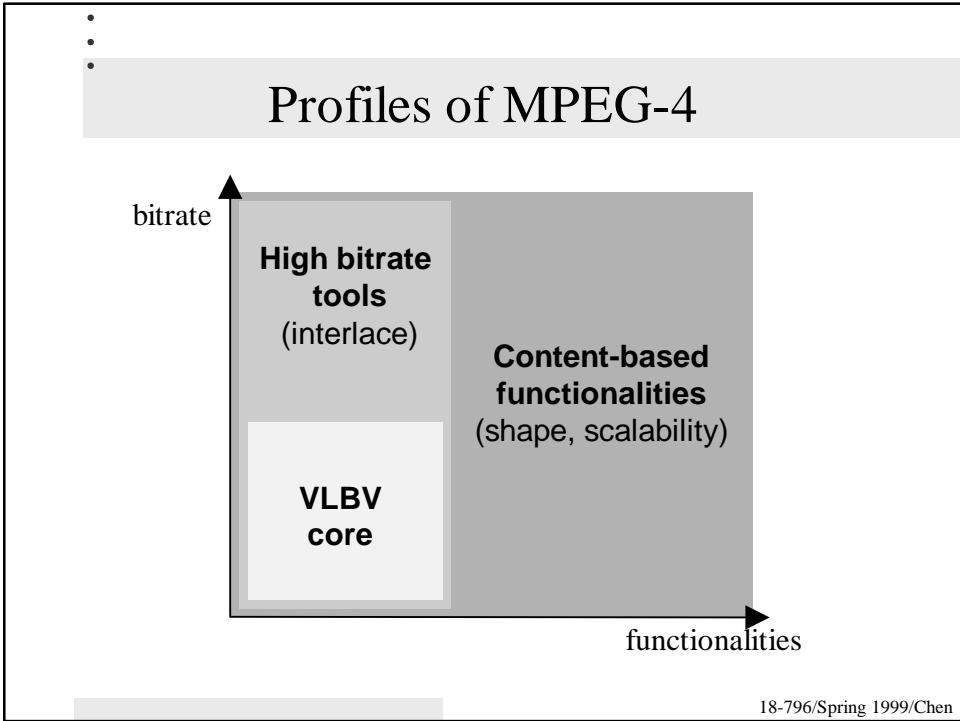 Profiles of MPEG-4
bitrate
High bitrate
tools
(interlace)
Content-based
functionalities
(shape, scalability)
VLBV
core
functionalities
18-796/Spring 1999/Chen